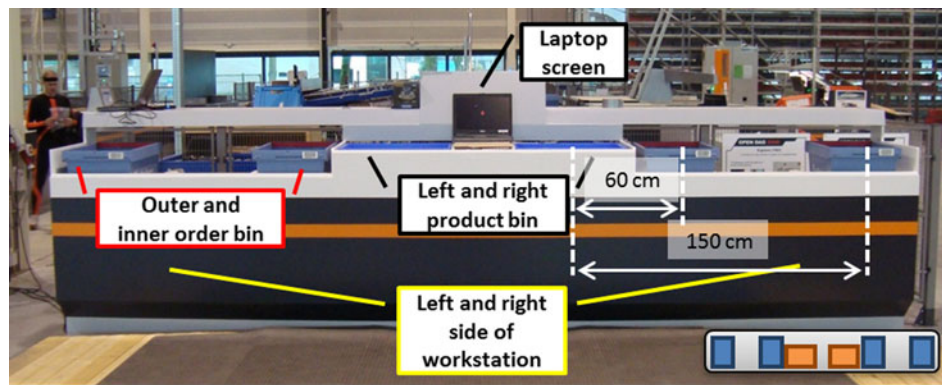 Laptop
screen
Outer and
inner order bin
Left and right
product bin
60 cm
150 cm
Left and right
side of
workstation